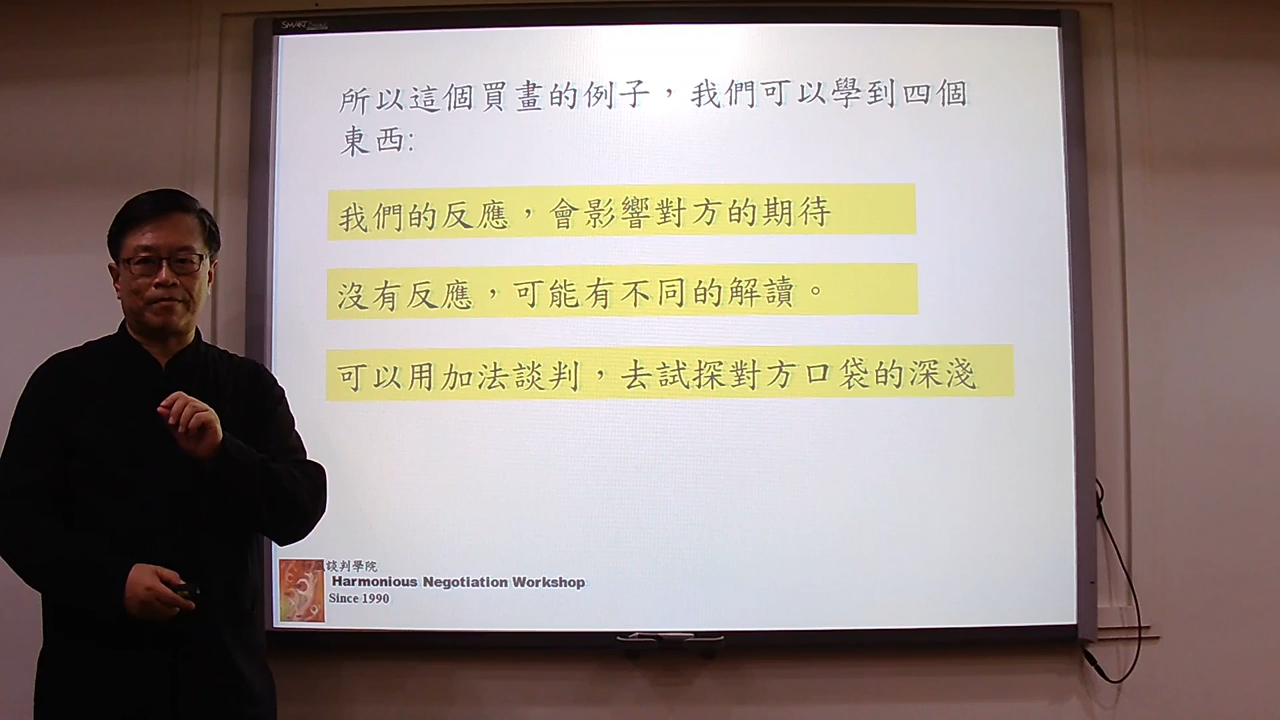 SMART
所以這個買畫的例子，我們可以學到四個
東西:
我們的反應，會影響對方的期待
沒有反應，可能有不同的解讀。
可以用加法談判，去試探對方口袋的深淺
談判學院
Harmonious Negotiation Workshop
Since 1990